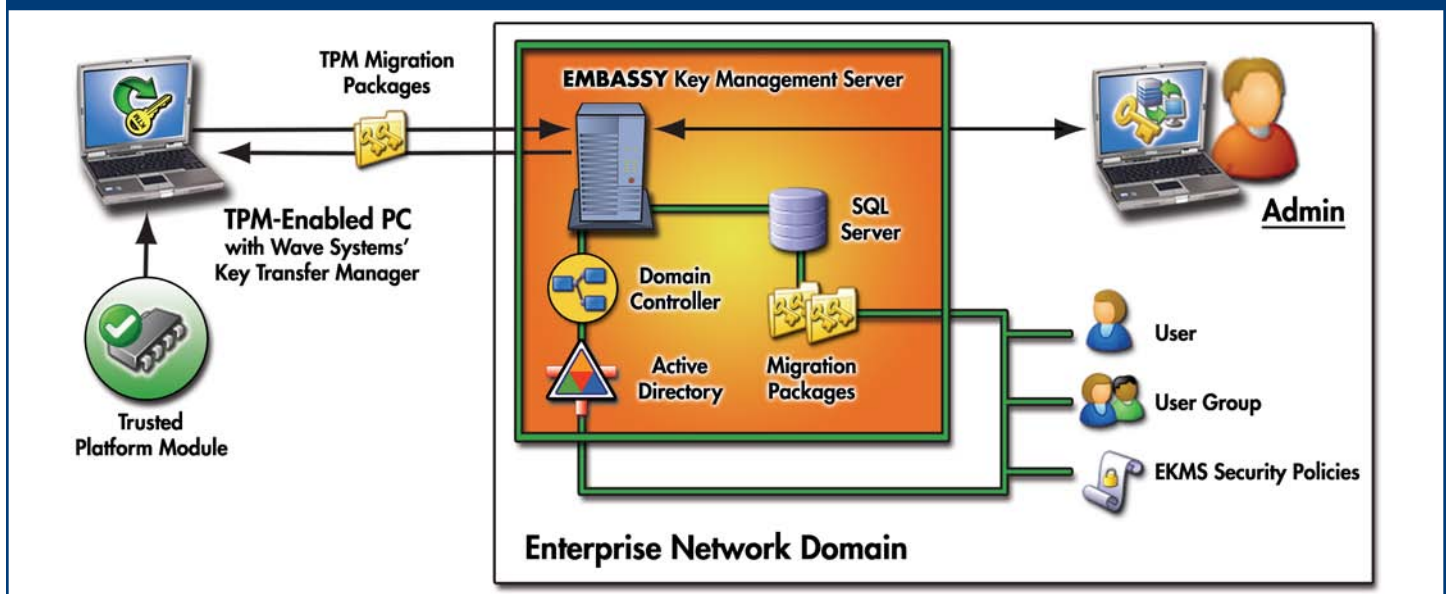 TPM Migration
Packages
EMBASSY Key Management Server
TPM-Enabled PC
with Wave Systems'
Key Transfer Manager
SQL
Server
Admin
Domain
Controller
Active
Directory
Migration
Packages
User
User Group
EKMS Security Policies
Trusted
Platform Module
Enterprise Network Domain